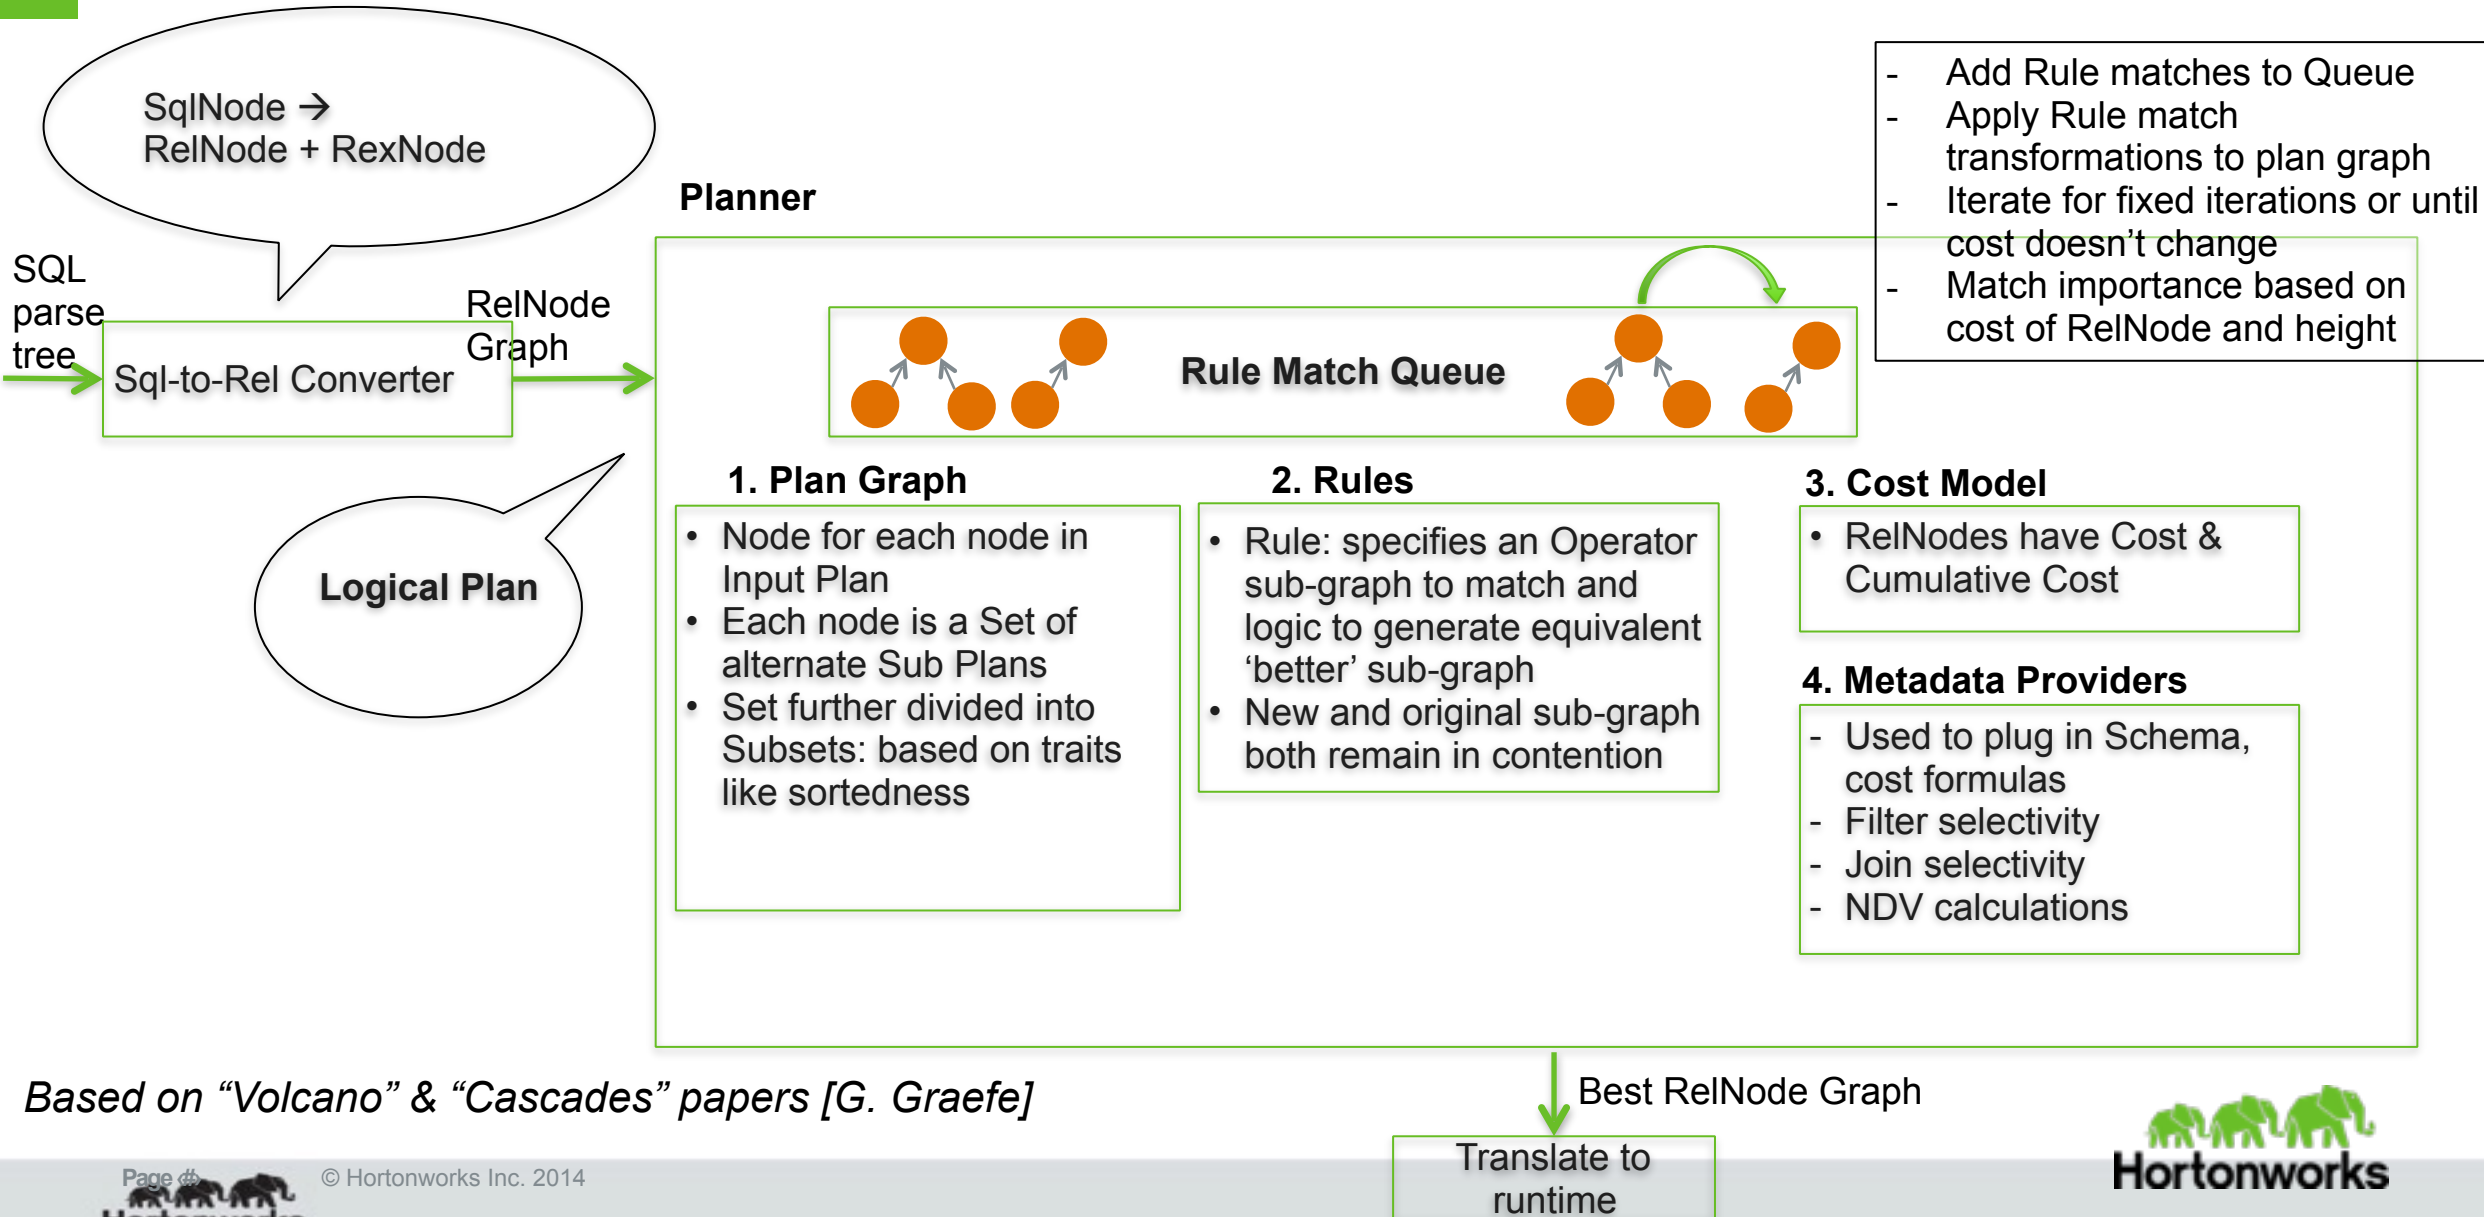 SqlNode →
RelNode + RexNode
- Add Rule matches to Queue
- Apply Rule match
transformations to plan graph
- Iterate for fixed iterations or until
cost doesn’t change
- Match importance based on
cost of RelNode and height
Planner
SQL
parse
tree
Sql-to-Rel Converter
RelNode
Graph
Rule Match Queue
Logical Plan
1. Plan Graph
• Node for each node in
Input Plan
• Each node is a Set of
alternate Sub Plans
• Set further divided into
Subsets: based on traits
like sortedness
2. Rules
• Rule: specifies an Operator
sub-graph to match and
logic to generate equivalent
‘better’ sub-graph
• New and original sub-graph
both remain in contention
3. Cost Model
• RelNodes have Cost &
Cumulative Cost
4. Metadata Providers
- Used to plug in Schema,
cost formulas
- Filter selectivity
- Join selectivity
- NDV calculations
Based on “Volcano” & “Cascades” papers [G. Graefe]
Best RelNode Graph
Translate to
runtime
Page ‹#›
© Hortonworks Inc. 2014
Hortonworks
Hortonworks